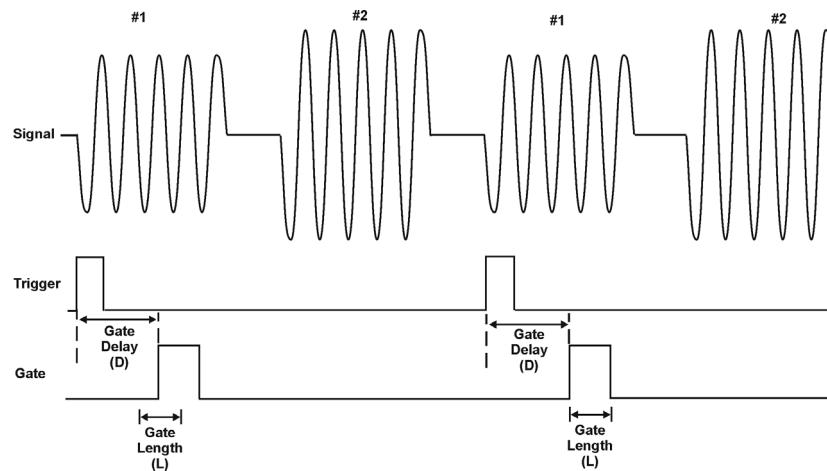 #1
#2
#1
#2
Signal
Trigger
Gate
Delay
(D)
Gate
Delay
(D)
Gate
Gate
Length
(L)
Gate
Length
(L)